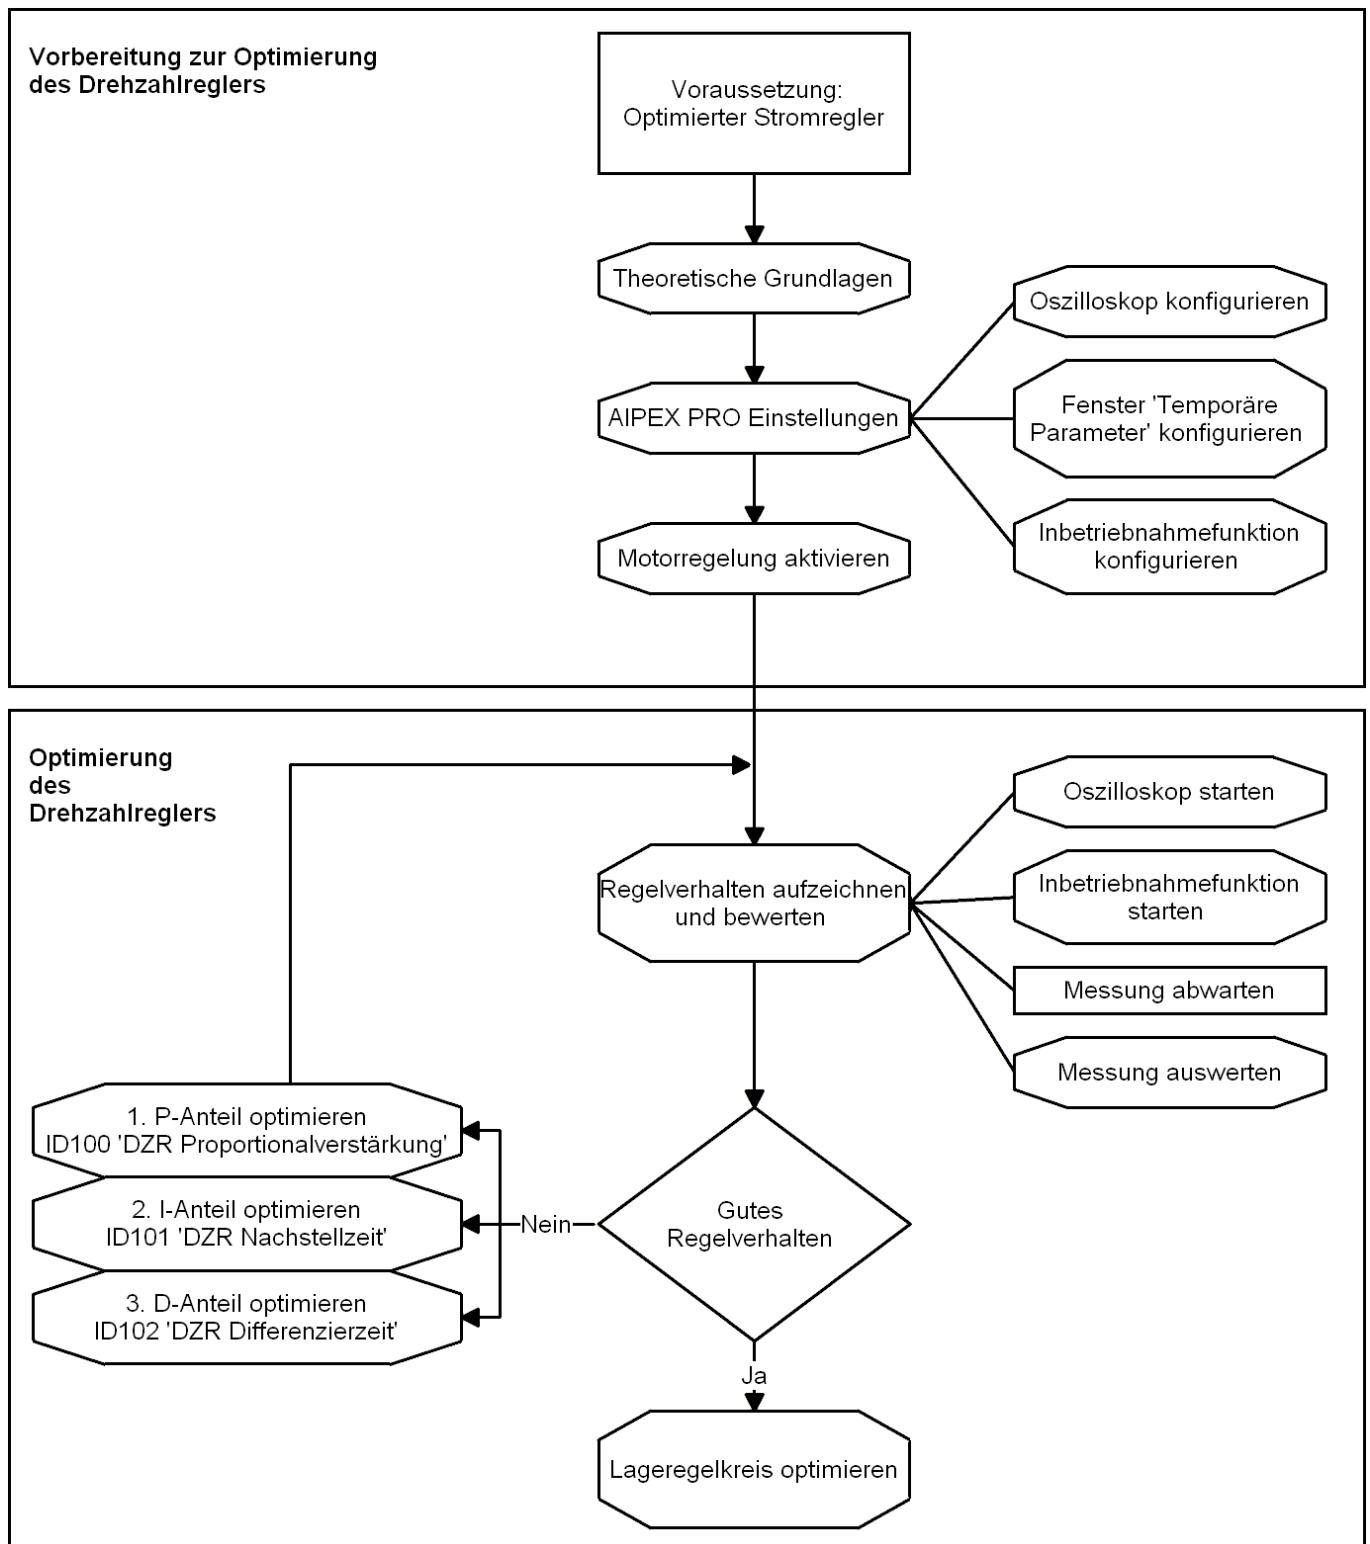 Vorbereitung zur Optimierung
des Drehzahlreglers
Voraussetzung:
Optimierter Stromregler
Theoretische Grundlagen
Oszilloskop konfigurieren
AIPEX PRO Einstellungen
Fenster 'Temporäre
Parameter' konfigurieren
Inbetriebnahmefunktion
konfigurieren
Motorregelung aktivieren
Optimierung
des
Drehzahlreglers
Oszilloskop starten
Regelverhalten aufzeichnen
und bewerten
Inbetriebnahmefunktion
starten
Messung abwarten
Messung auswerten
1. P-Anteil optimieren
ID100 'DZR Proportionalverstärkung'
2. I-Anteil optimieren
ID101 'DZR Nachstellzeit'
3. D-Anteil optimieren
ID102 'DZR Differenzierzeit'
Nein
Gutes
Regelverhalten
Ja
Lageregelkreis optimieren